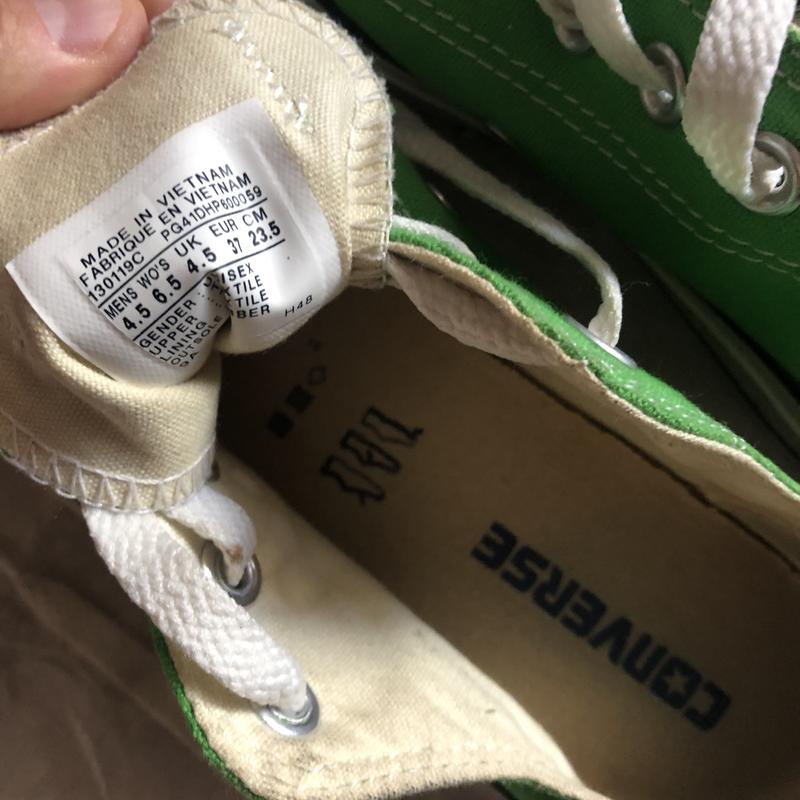 MADE IN VIETNAM
FABRIQUE EN VIETNAM
130119C PG41DHP600059
MENS WO'S UK EUR CM
4.5 6.5 4.5 37 23.5
GENDER
UPPER
LINING
OUTSOLE
H48
CONVERSE